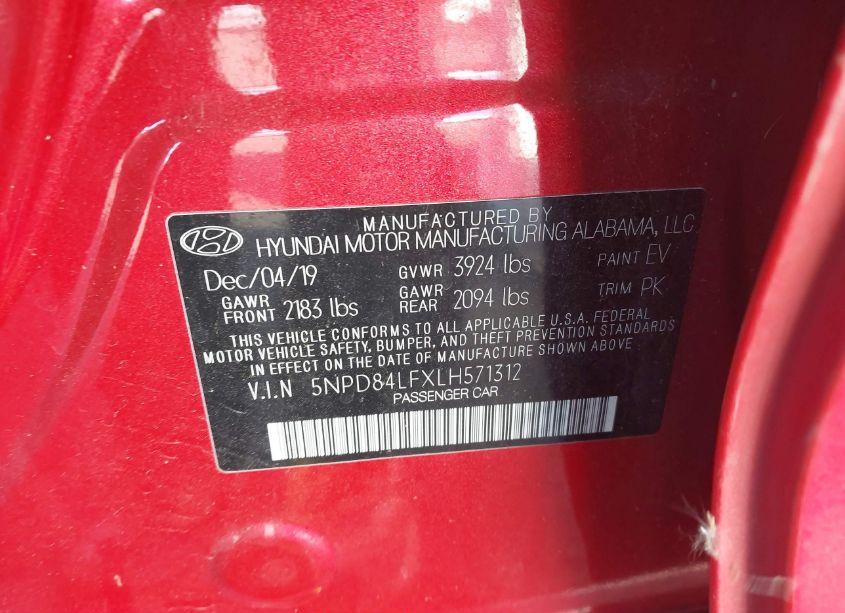 MANUFACTURED BY
HYUNDAI MOTOR MANUFACTURING ALABAMA, LLC
Dec/04/19 GVWR 3924 lbs PAINT EV
GAWR FRONT 2183 lbs GAWR REAR 2094 lbs TRIM PK
THIS VEHICLE CONFORMS TO ALL APPLICABLE U.S.A. FEDERAL
MOTOR VEHICLE SAFETY, BUMPER, AND THEFT PREVENTION STANDARDS
IN EFFECT ON THE DATE OF MANUFACTURE SHOWN ABOVE.
V.I.N 5NPD84LFXLH571312
PASSENGER CAR